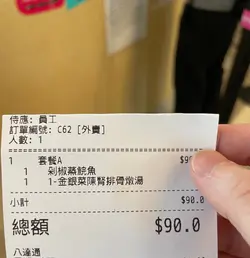 侍應: 員工
訂單編號: C62 [外賣]
人數: 1
1 套餐A
1 剁椒蒸鯇魚
1 1-金銀菜陳腎排骨燉湯
小計 $90.0
總額 $90.0
八達通